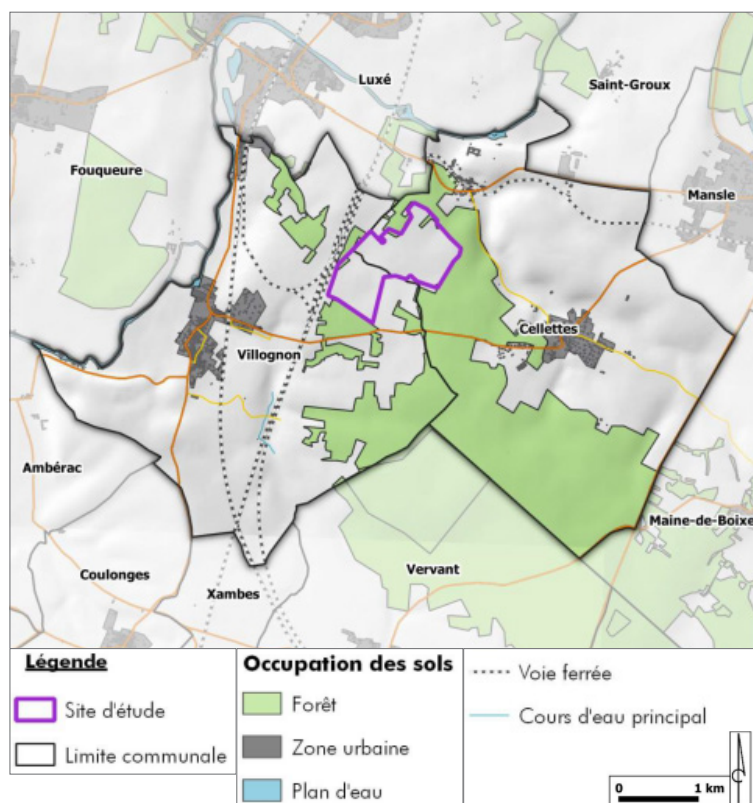 Luxé
Saint-Groux
Fouqueure
Mansle
Cellettes
Villognon
Ambérac
Maine-de-Boixe
Coulonges
Vervant
Xambes
Légende
Site d'étude
Limite communale
Occupation des sols
Forêt
Zone urbaine
Plan d'eau
Voie ferrée
Cours d'eau principal
0 1 km